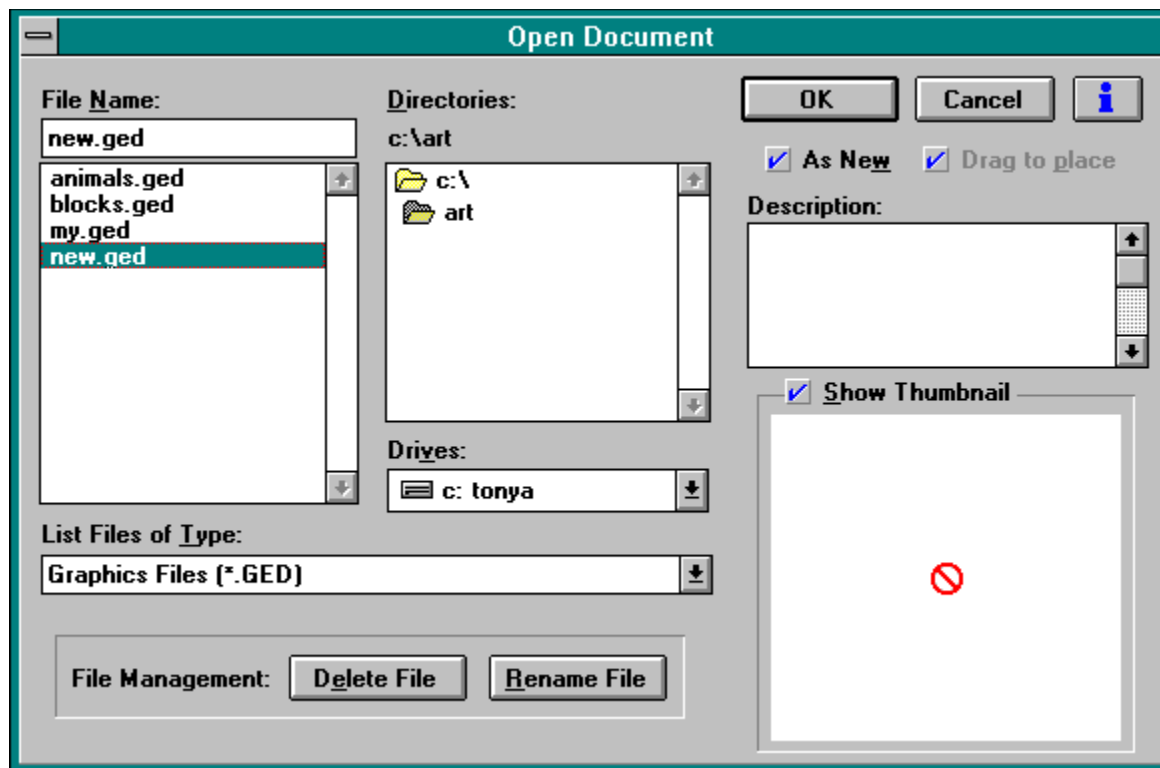 Open Document
File Name:
new.ged
animals.ged
blocks.ged
my.ged
new.ged
Directories:
c:\art
c:\
art
Drives:
c: tonya
List Files of Type:
Graphics Files (*.GED)
File Management:
Delete File
Rename File
OK
Cancel
i
As New
Drag to place
Description:
Show Thumbnail